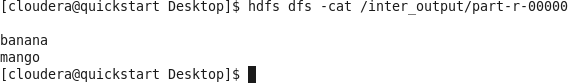 [cloudera@quickstart Desktop]$ hdfs dfs -cat /inter_output/part-r-00000
banana
mango
[cloudera@quickstart Desktop]$